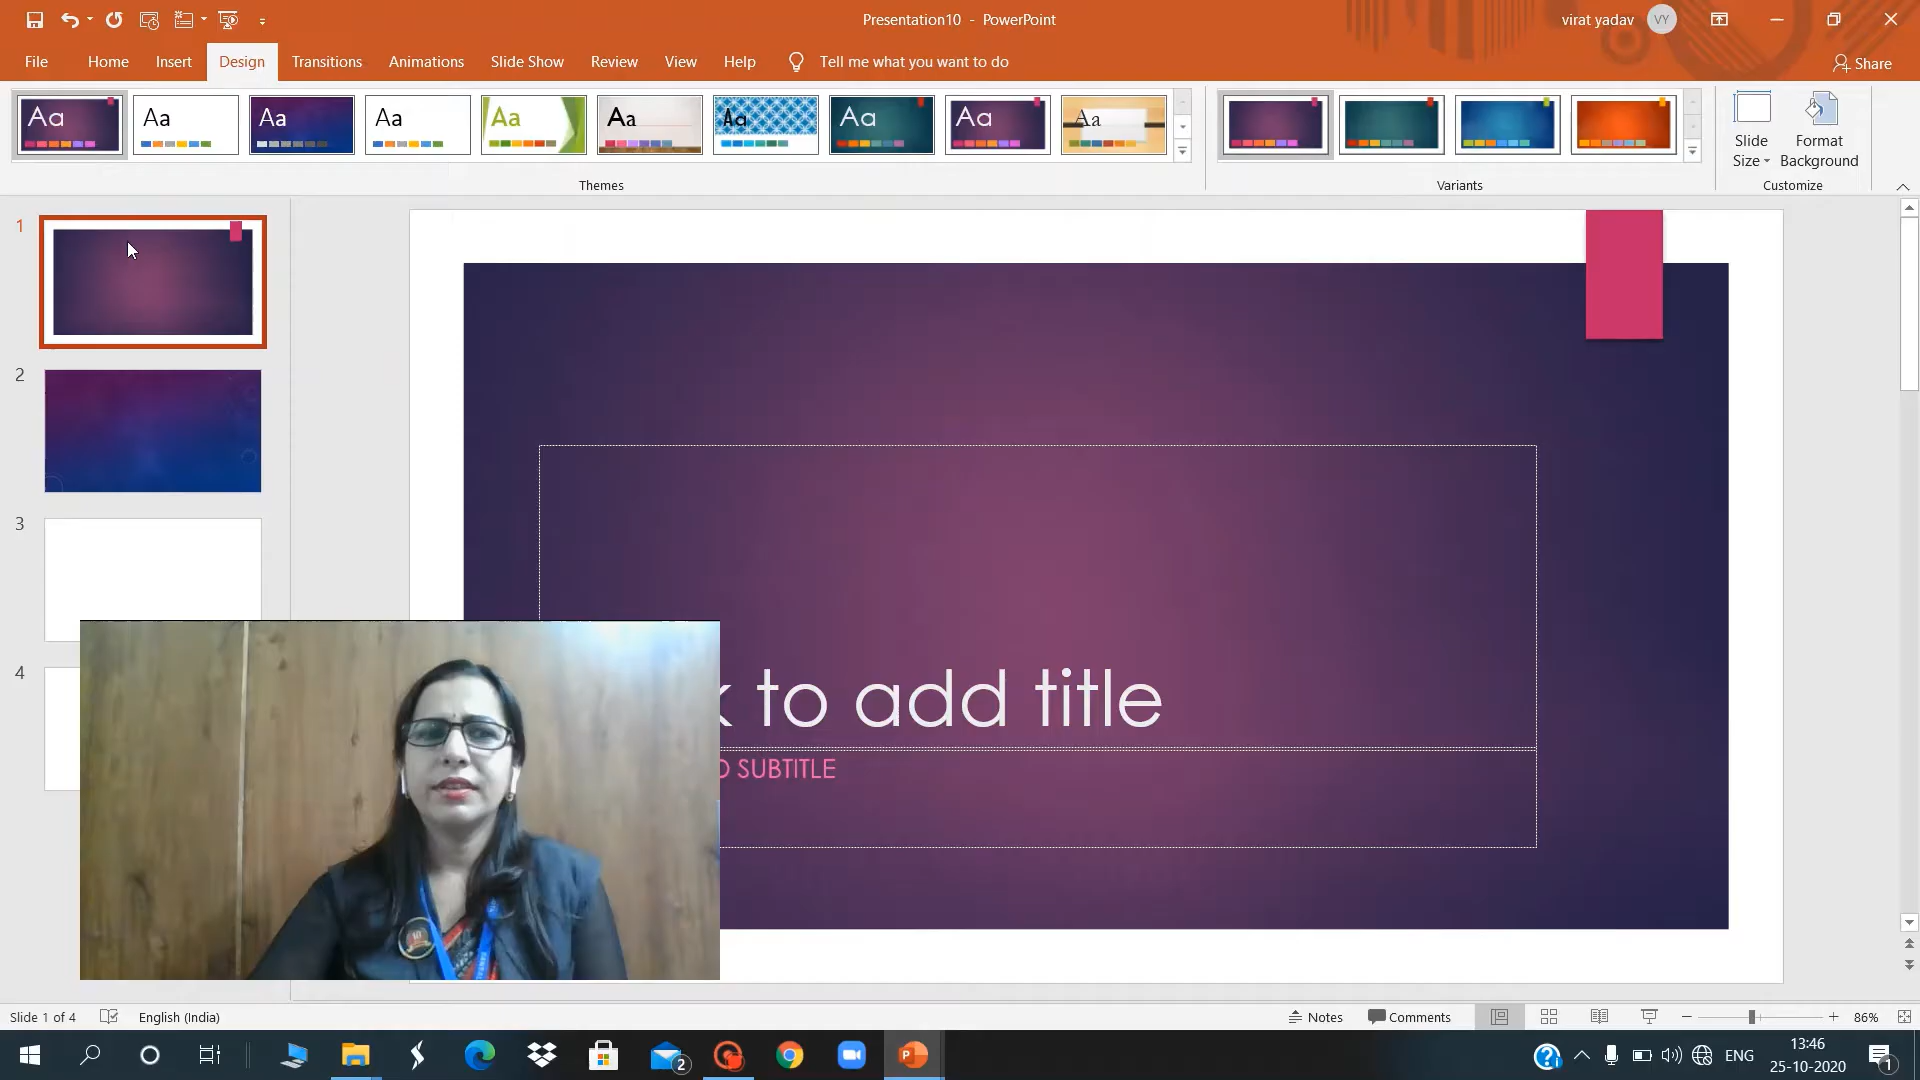 Presentation10 - PowerPoint
virat yadav VY
File Home Insert Design Transitions Animations Slide Show Review View Help Tell me what you want to do Share
Aa Aa Aa Aa Aa Aa Aa Aa Aa Aa
Slide Size
Format Background
Themes Variants Customize
1
2
3
4
k to add title
O SUBTITLE
Slide 1 of 4 English (India) Notes Comments 86%
2
P
ENG
13:46
25-10-2020
1